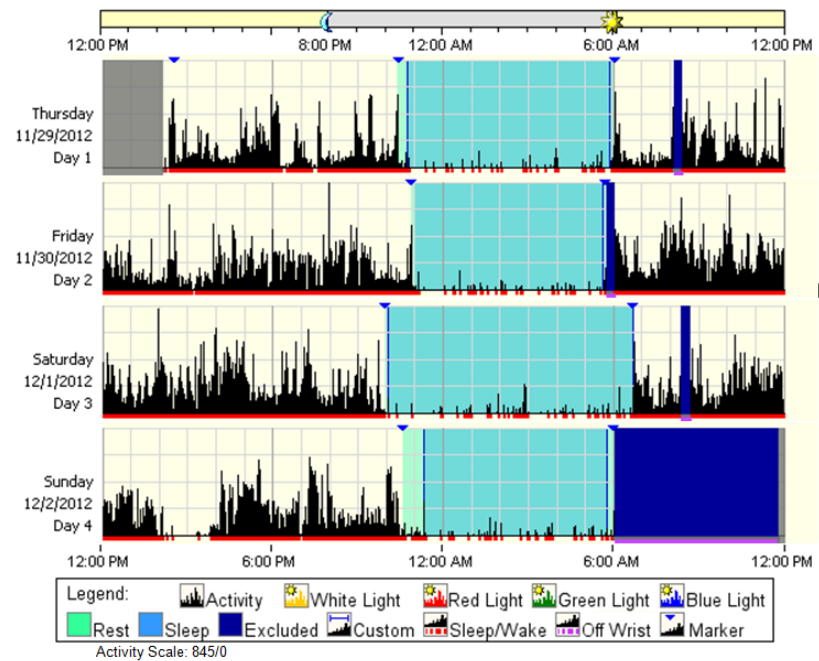 12:00 PM 8:00 PM 12:00 AM 6:00 AM 12:00 PM
Thursday
11/29/2012
Day 1
Friday
11/30/2012
Day 2
Saturday
12/1/2012
Day 3
Sunday
12/2/2012
Day 4
12:00 PM 6:00 PM 12:00 AM 6:00 AM 12:00 PM
Legend: Activity White Light Red Light Green Light Blue Light
Rest Sleep Excluded Custom Sleep/Wake Off Wrist Marker
Activity Scale: 845/0